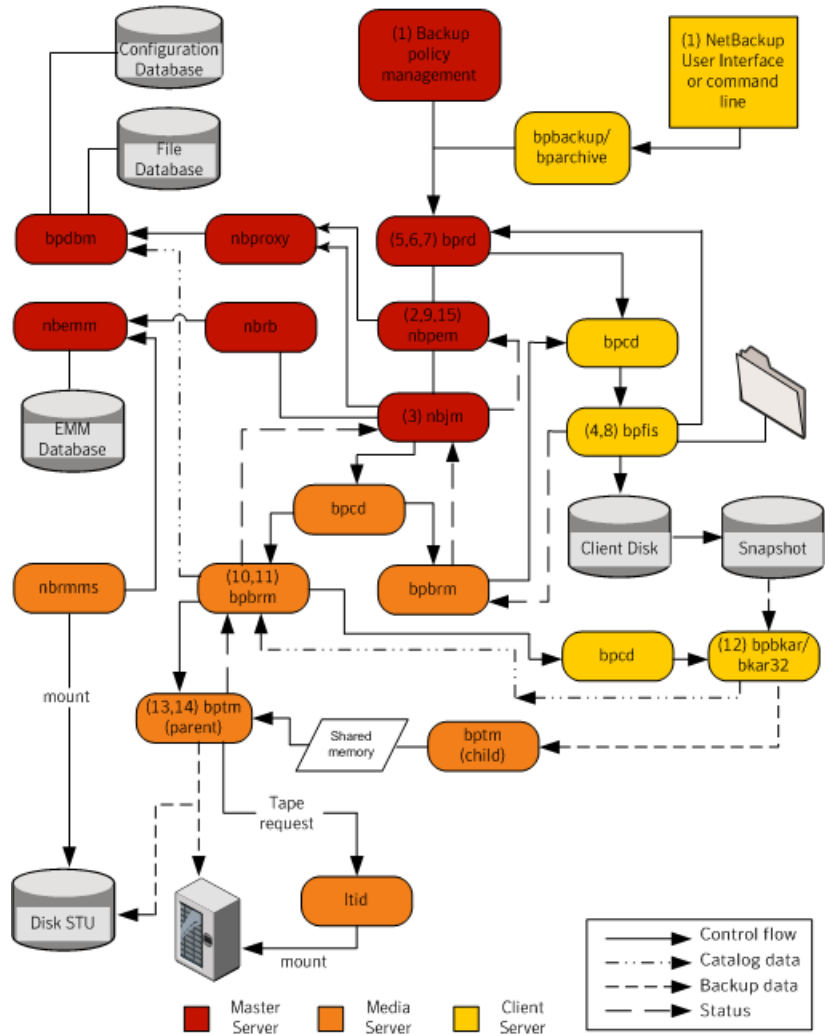 Configuration
Database
(1) Backup
policy
management
(1) NetBackup
User Interface
or command
line
File
Database
bpbackup/
bparchive
bpdbm
nbproxy
(5,6,7) bprd
nbemm
nbrb
(2,9,15)
nbpem
bpcd
EMM
Database
(3) nbjm
(4,8) bpfis
bpcd
Client Disk
Snapshot
nbrmms
(10,11)
bpbrm
bpbrm
bpcd
(12) bpbkar/
bkar32
mount
(13,14) bptm
(parent)
Shared
memory
bptm
(child)
Tape
request
Disk STU
ltid
mount
Control flow
Catalog data
Backup data
Status
Master
Server
Media
Server
Client
Server